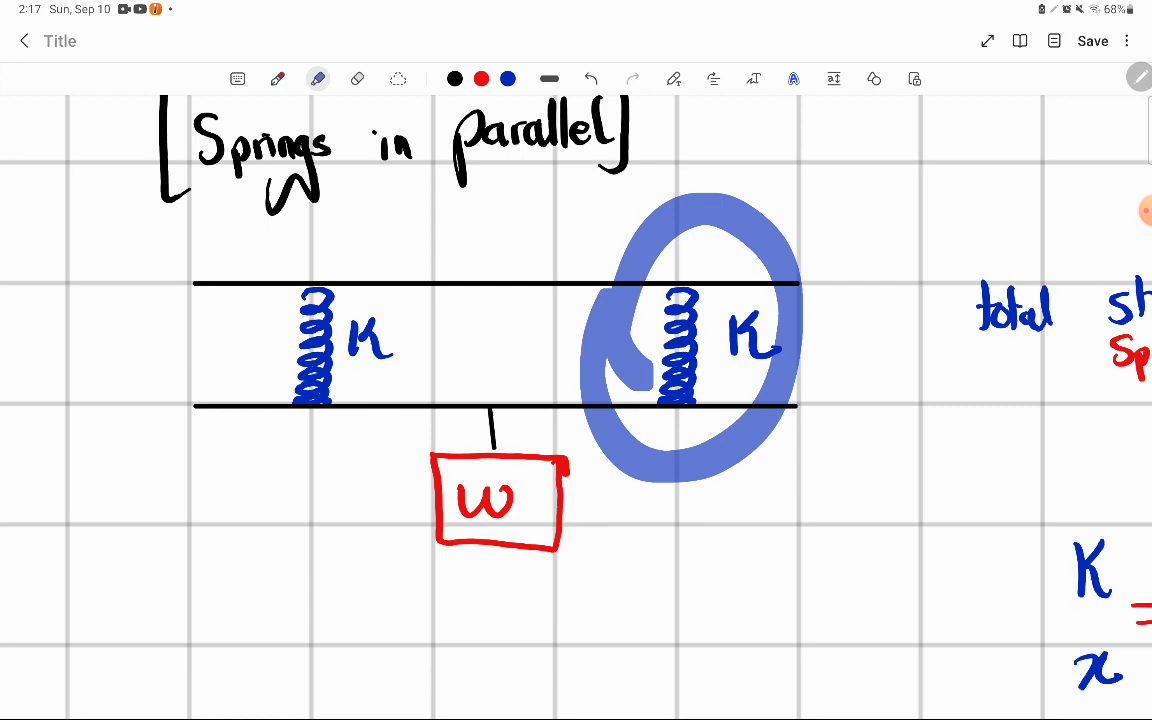 2:17 Sun, Sep 10
68%
Title
Save
[Springs in parallel]
K
K
total
W
K
=
x